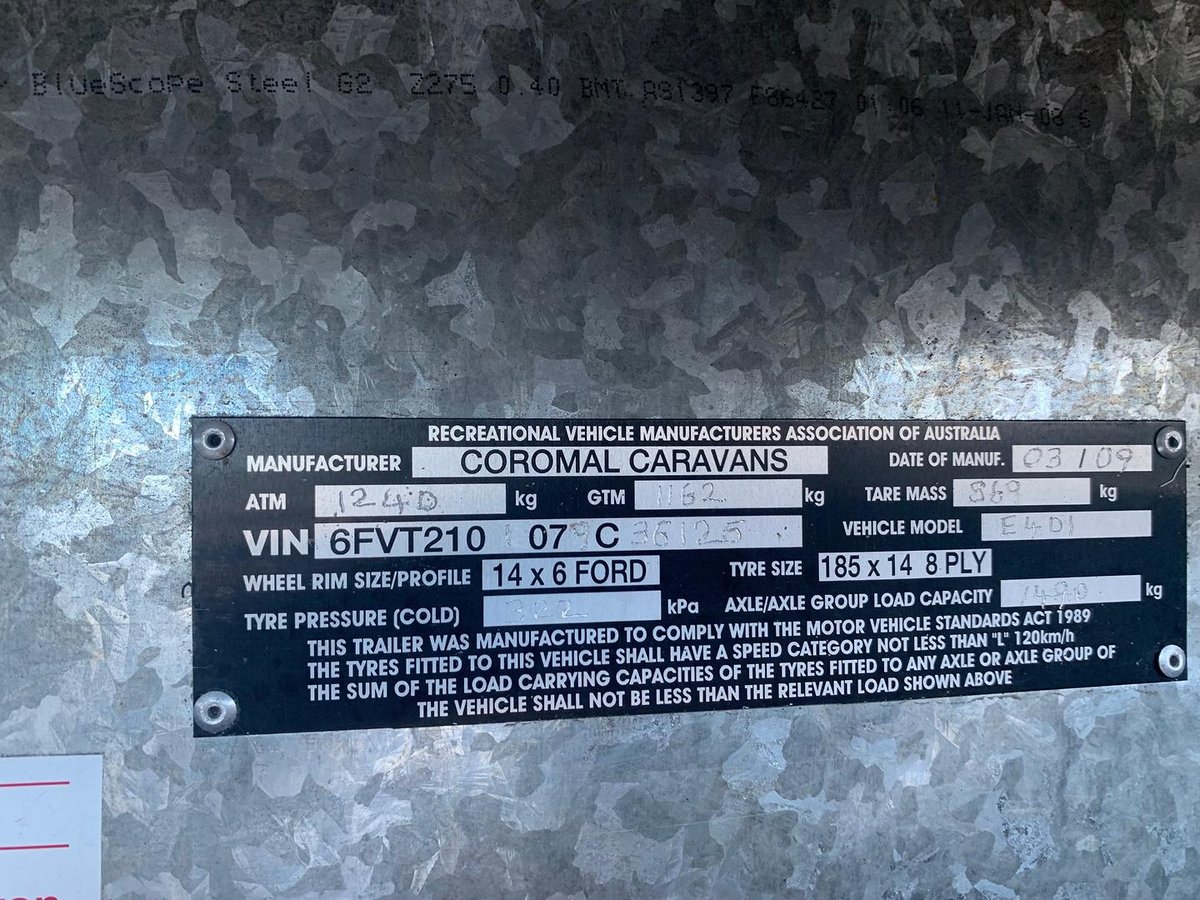 BlueScope Steel G2 Z275 0.40 BMT AS1397
RECREATIONAL VEHICLE MANUFACTURERS ASSOCIATION OF AUSTRALIA
MANUFACTURER COROMAL CARAVANS DATE OF MANUF. 03/09
ATM 1240 kg GTM 1162 kg TARE MASS 869 kg
VIN 6FVT210 07 C 36125 VEHICLE MODEL E401
WHEEL RIM SIZE/PROFILE 14 x 6 FORD TYRE SIZE 185 x 14 8 PLY
TYRE PRESSURE (COLD) 322 kPa AXLE/AXLE GROUP LOAD CAPACITY 1490 kg
THIS TRAILER WAS MANUFACTURED TO COMPLY WITH THE MOTOR VEHICLE STANDARDS ACT 1989
THE TYRES FITTED TO THIS VEHICLE SHALL HAVE A SPEED CATEGORY NOT LESS THAN "L" 120km/h
THE SUM OF THE LOAD CARRYING CAPACITIES OF THE TYRES FITTED TO ANY AXLE OR AXLE GROUP OF
THE VEHICLE SHALL NOT BE LESS THAN THE RELEVANT LOAD SHOWN ABOVE